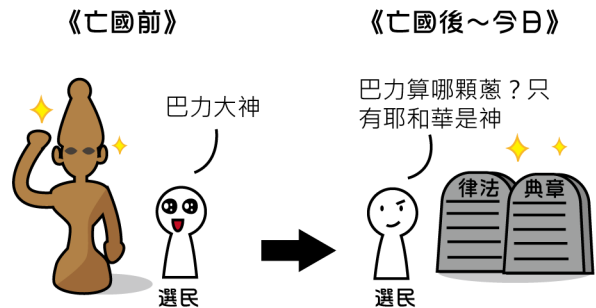 《亡國前》
巴力大神
選民
《亡國後～今日》
巴力算哪顆蔥？只
有耶和華是神
律法
典章
選民